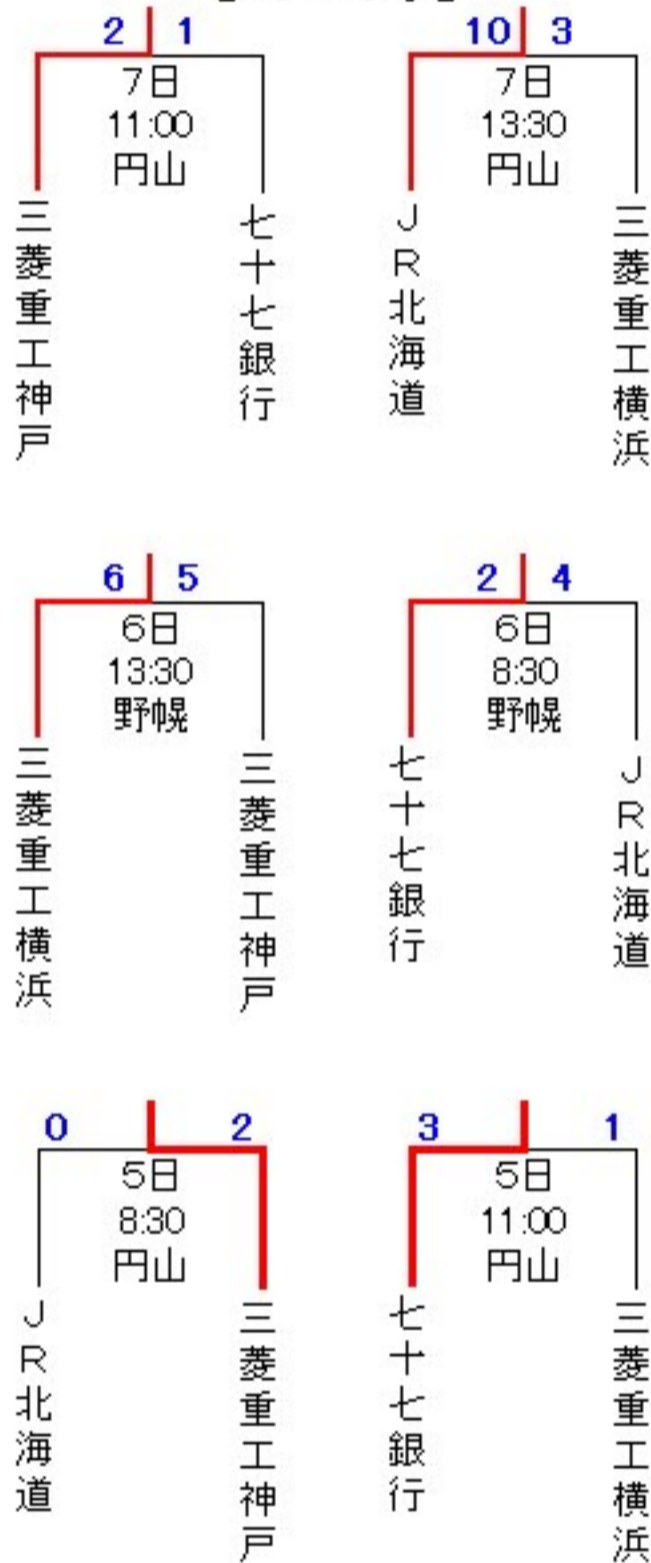 2 1
7日
11:00
円山
三菱重工神戸
七十七銀行
10 3
7日
13:30
円山
JR北海道
三菱重工横浜
6 5
6日
13:30
野幌
三菱重工横浜
三菱重工神戸
2 4
6日
8:30
野幌
七十七銀行
JR北海道
0 2
5日
8:30
円山
JR北海道
三菱重工神戸
3 1
5日
11:00
円山
七十七銀行
三菱重工横浜